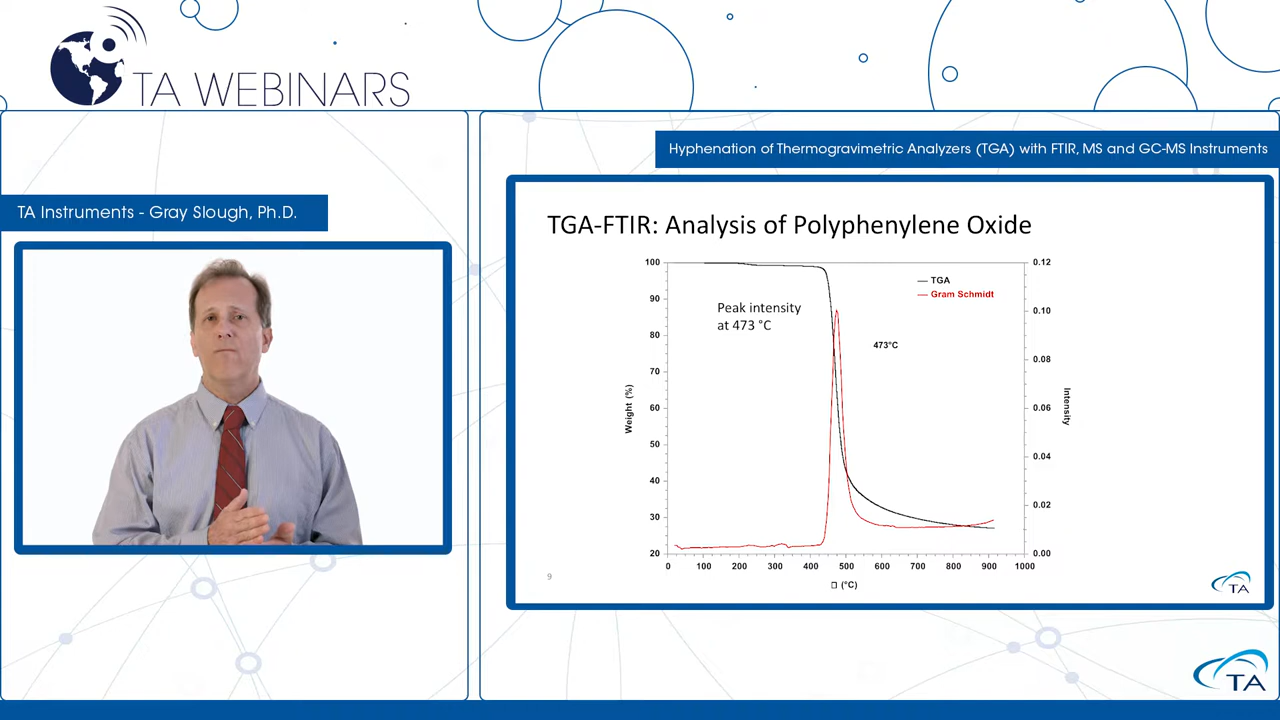 TA WEBINARS
Hyphenation of Thermogravimetric Analyzers (TGA) with FTIR, MS and GC-MS Instruments
TA Instruments - Gray Slough, Ph.D.
TGA-FTIR: Analysis of Polyphenylene Oxide
100
90
80
70
60
50
40
30
20
Weight (%)
Peak intensity
at 473 °C
TGA
Gram Schmidt
473°C
0.12
0.10
0.08
0.06
0.04
0.02
0.00
Intensity
0 100 200 300 400 500 600 700 800 900 1000
□ (°C)
9
TA
TA